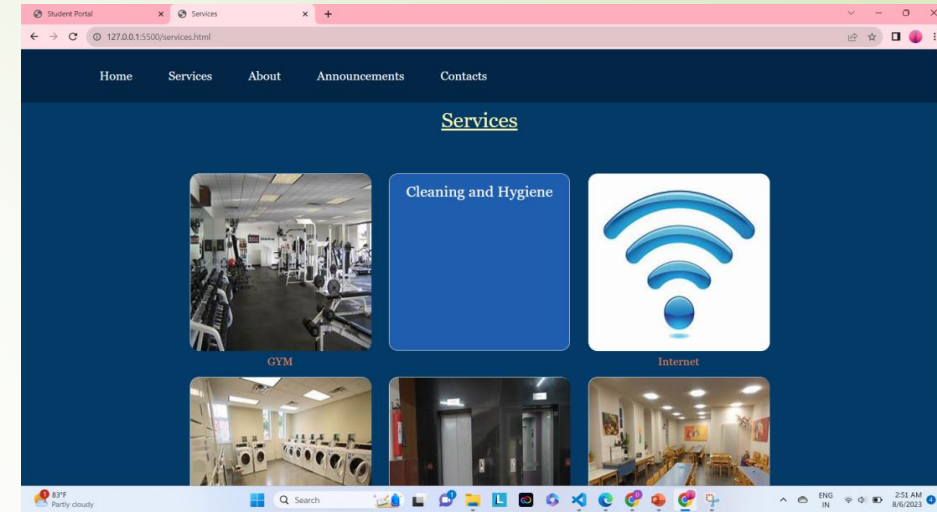 Student Portal
Services
127.0.0.1:5500/services.html
Home Services About Announcements Contacts
Services
Cleaning and Hygiene
GYM
Internet
83°F
Partly cloudy
Search
ENG
IN
2:51 AM
8/6/2023